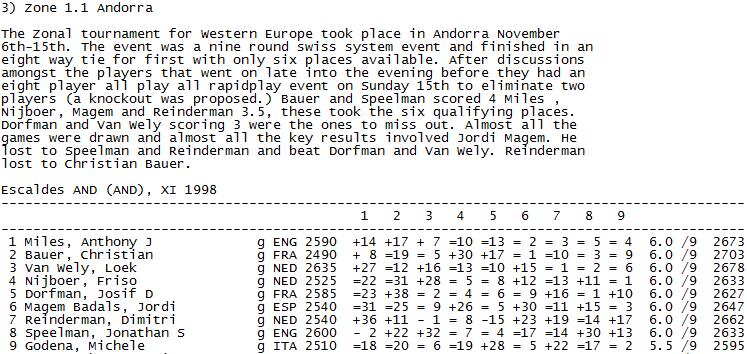 3) Zone 1.1 Andorra
The Zonal tournament for Western Europe took place in Andorra November
6th-15th. The event was a nine round swiss system event and finished in an
eight way tie for first with only six places available. After discussions
amongst the players that went on late into the evening before they had an
eight player all play all rapidplay event on Sunday 15th to eliminate two
players (a knockout was proposed.) Bauer and Speelman scored 4 Miles ,
Nijboer, Magem and Reinderman 3.5, these took the six qualifying places.
Dorfman and Van Wely scoring 3 were the ones to miss out. Almost all the
games were drawn and almost all the key results involved Jordi Magem. He
lost to Speelman and Reinderman and beat Dorfman and Van Wely. Reinderman
lost to Christian Bauer.
Escaldes AND (AND), XI 1998
--------------------------------------------------------------------------------------------
1 2 3 4 5 6 7 8 9
--------------------------------------------------------------------------------------------
1 Miles, Anthony J g ENG 2590 +14 +17 + 7 =10 =13 = 2 = 3 = 5 = 4 6.0 /9 2673
2 Bauer, Christian g FRA 2490 + 8 =19 = 5 +30 +17 = 1 =10 = 3 = 9 6.0 /9 2703
3 Van Wely, Loek g NED 2635 +27 =12 +16 =13 =10 +15 = 1 = 2 = 6 6.0 /9 2678
4 Nijboer, Friso g NED 2525 =22 =31 +28 = 5 = 8 +12 =13 +11 = 1 6.0 /9 2633
5 Dorfman, Josif D g FRA 2585 =23 +38 = 2 = 4 = 6 = 9 +16 = 1 +10 6.0 /9 2627
6 Magem Badals, Jordi g ESP 2540 =31 =25 = 9 +26 = 5 +30 =11 +15 = 3 6.0 /9 2647
7 Reinderman, Dimitri g NED 2540 +36 +11 - 1 = 8 -15 +23 +19 =14 +17 6.0 /9 2662
8 Speelman, Jonathan S g ENG 2600 - 2 +22 +32 = 7 = 4 =17 =14 +30 +13 6.0 /9 2633
9 Godena, Michele g ITA 2510 =18 =20 = 6 =19 +28 = 5 +22 =17 = 2 5.5 /9 2595